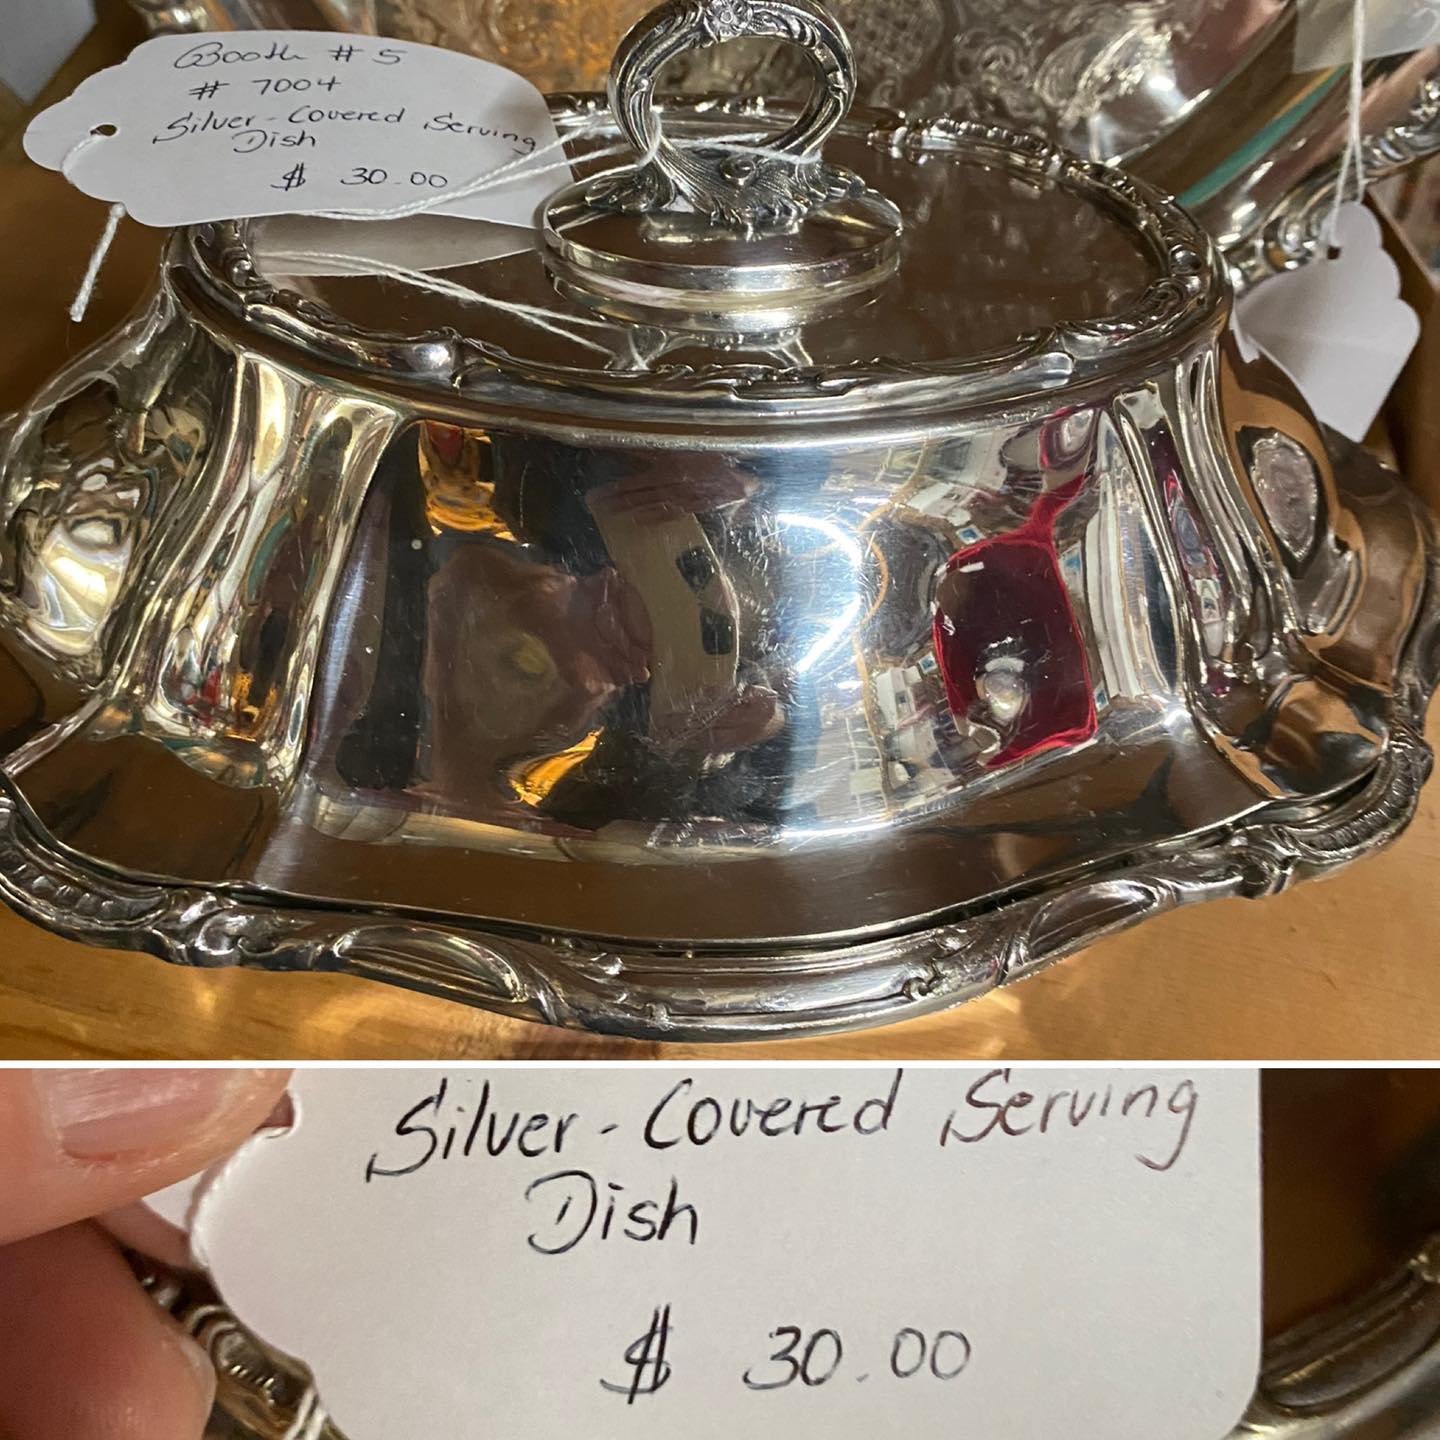 Booth # 5
# 7004
Silver-Covered Serving
Dish
$ 30.00
Silver-Covered Serving
Dish
$ 30.00